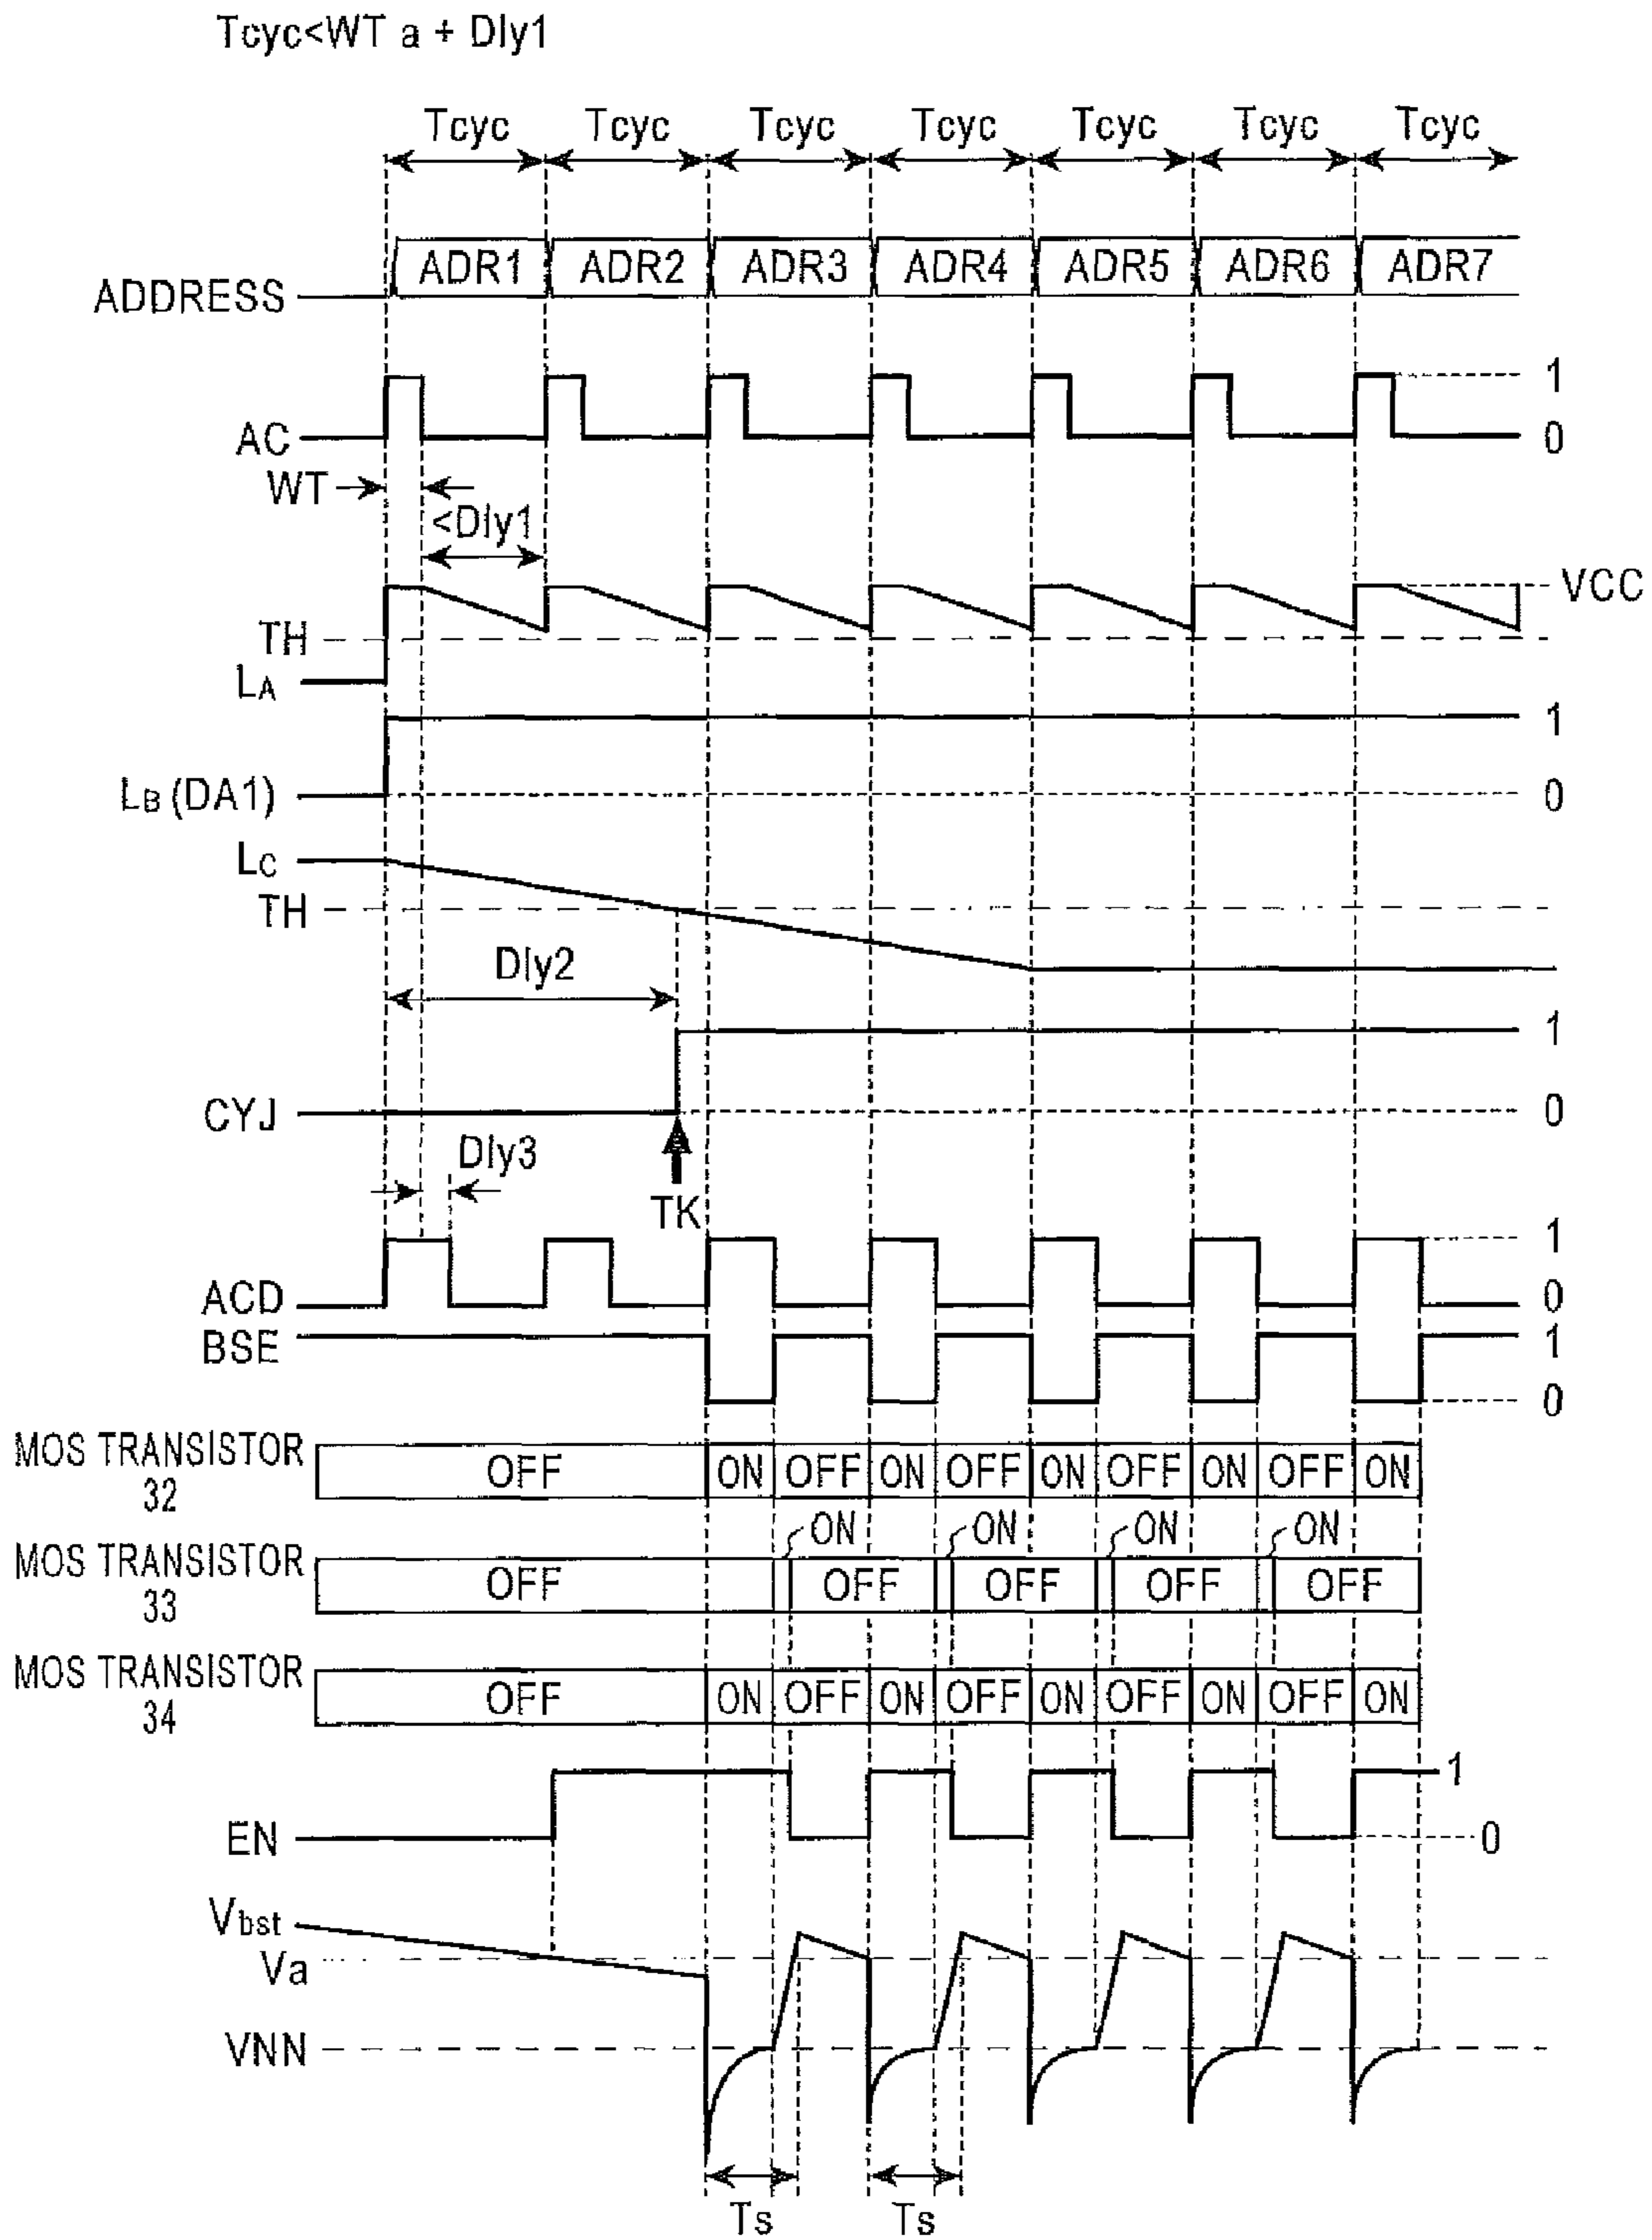 Tcyc<WT a + Dly1
Tcyc Tcyc Tcyc Tcyc Tcyc Tcyc Tcyc
ADDRESS ADR1 ADR2 ADR3 ADR4 ADR5 ADR6 ADR7
1
AC 0
WT
<Dly1
VCC
TH
LA
1
LB (DA1) 0
LC
TH
Dly2
1
CYJ 0
Dly3
TK
1
ACD 0
BSE 1
0
MOS TRANSISTOR 32 OFF ON OFF ON OFF ON OFF ON OFF ON
ON ON ON ON
MOS TRANSISTOR 33 OFF OFF OFF OFF OFF
MOS TRANSISTOR 34 OFF ON OFF ON OFF ON OFF ON OFF ON
1
EN 0
Vbst
Va
VNN
Ts Ts